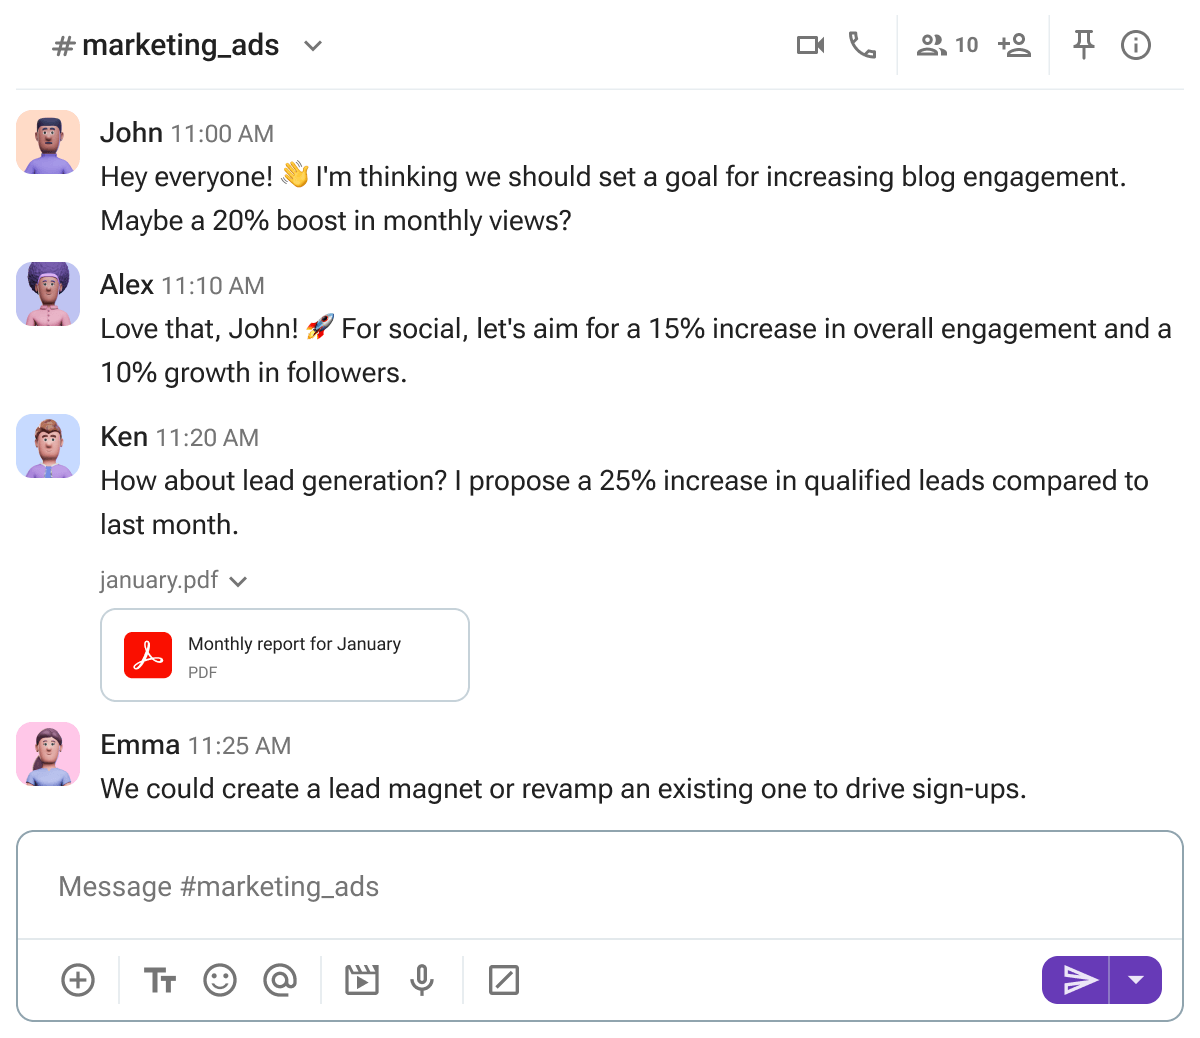 # marketing_ads
10
John 11:00 AM
Hey everyone! 👋 I'm thinking we should set a goal for increasing blog engagement.
Maybe a 20% boost in monthly views?
Alex 11:10 AM
Love that, John! 🚀 For social, let's aim for a 15% increase in overall engagement and a
10% growth in followers.
Ken 11:20 AM
How about lead generation? I propose a 25% increase in qualified leads compared to
last month.
january.pdf
Monthly report for January
PDF
Emma 11:25 AM
We could create a lead magnet or revamp an existing one to drive sign-ups.
Message #marketing_ads